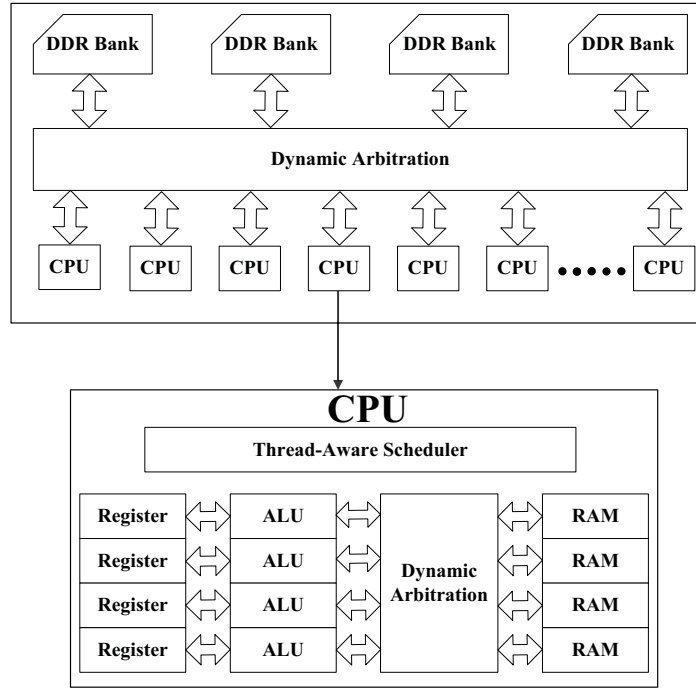 DDR Bank DDR Bank DDR Bank DDR Bank
Dynamic Arbitration
CPU CPU CPU CPU CPU CPU CPU
CPU
Thread-Aware Scheduler
Register ALU RAM
Register ALU RAM
Dynamic
Arbitration
Register ALU RAM
Register ALU RAM